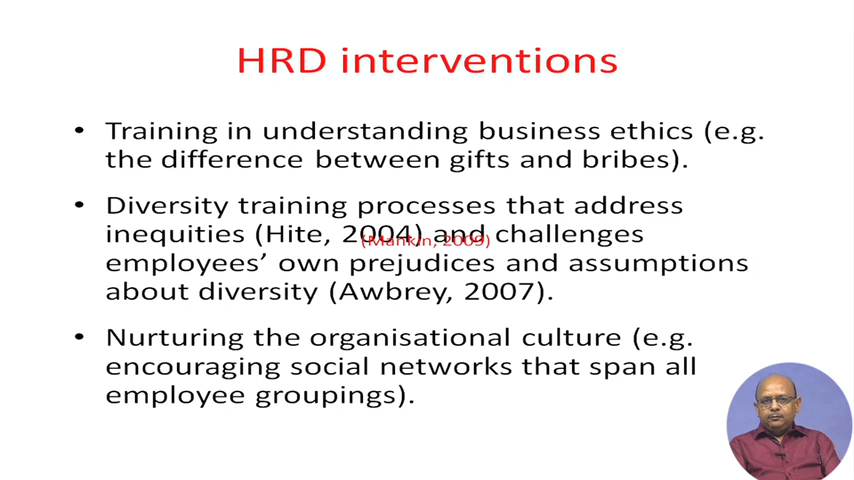 HRD interventions
• Training in understanding business ethics (e.g.
the difference between gifts and bribes).
• Diversity training processes that address
inequities (Hite, 2004) and challenges
(Mankin, 2009)
employees’ own prejudices and assumptions
about diversity (Awbrey, 2007).
• Nurturing the organisational culture (e.g.
encouraging social networks that span all
employee groupings).